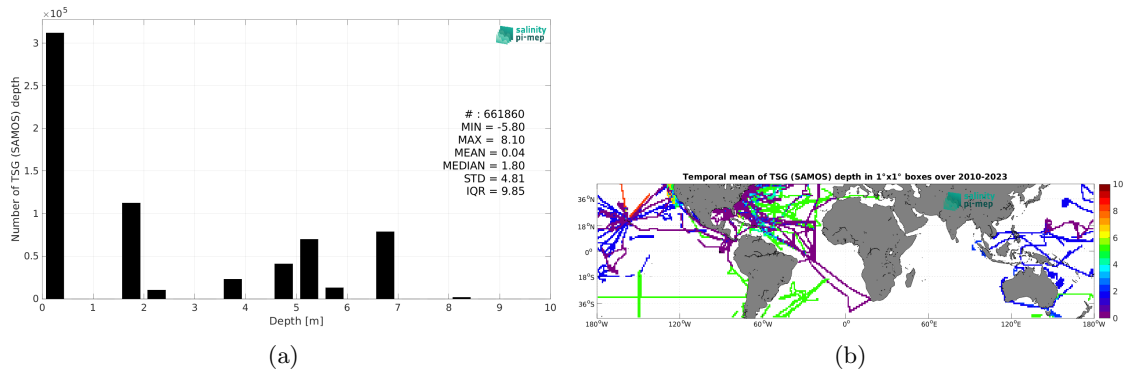 ×10⁵
3
2.5
2
1.5
1
0.5
0
0 1 2 3 4 5 6 7 8 9 10
Number of TSG (SAMOS) depth
Depth [m]
salinity
pi-mep
# : 661860
MIN = -5.80
MAX = 8.10
MEAN = 0.04
MEDIAN = 1.80
STD = 4.81
IQR = 9.85
(a)
Temporal mean of TSG (SAMOS) depth in 1°x1° boxes over 2010-2023
salinity
pi-mep
36°N
18°N
0°
18°S
36°S
180°W 120°W 60°W 0° 60°E 120°E 180°W
10
8
6
4
2
0
(b)